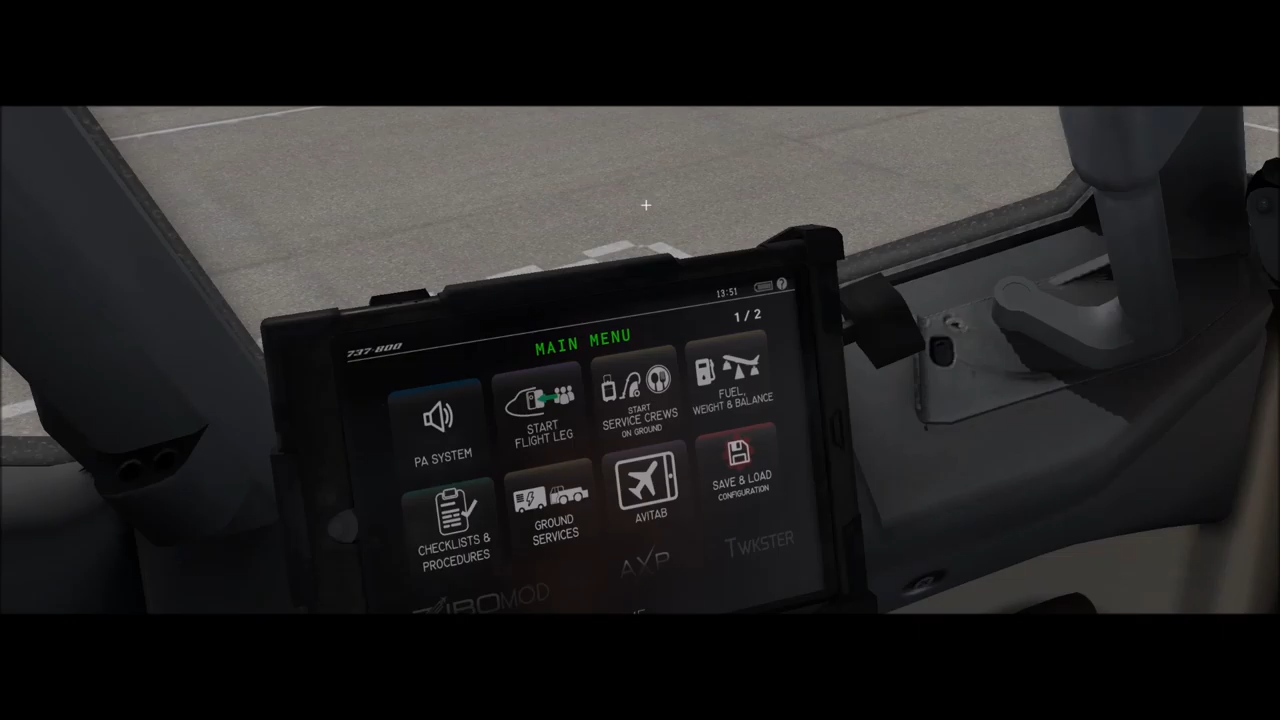 13:51
737-800
MAIN MENU
1 / 2
PA SYSTEM
START
FLIGHT LEG
START
SERVICE CREWS
ON GROUND
FUEL,
WEIGHT & BALANCE
CHECKLISTS &
PROCEDURES
GROUND
SERVICES
AVITAB
SAVE & LOAD
CONFIGURATION
ZIBOMOD
AXP
TWKSTER